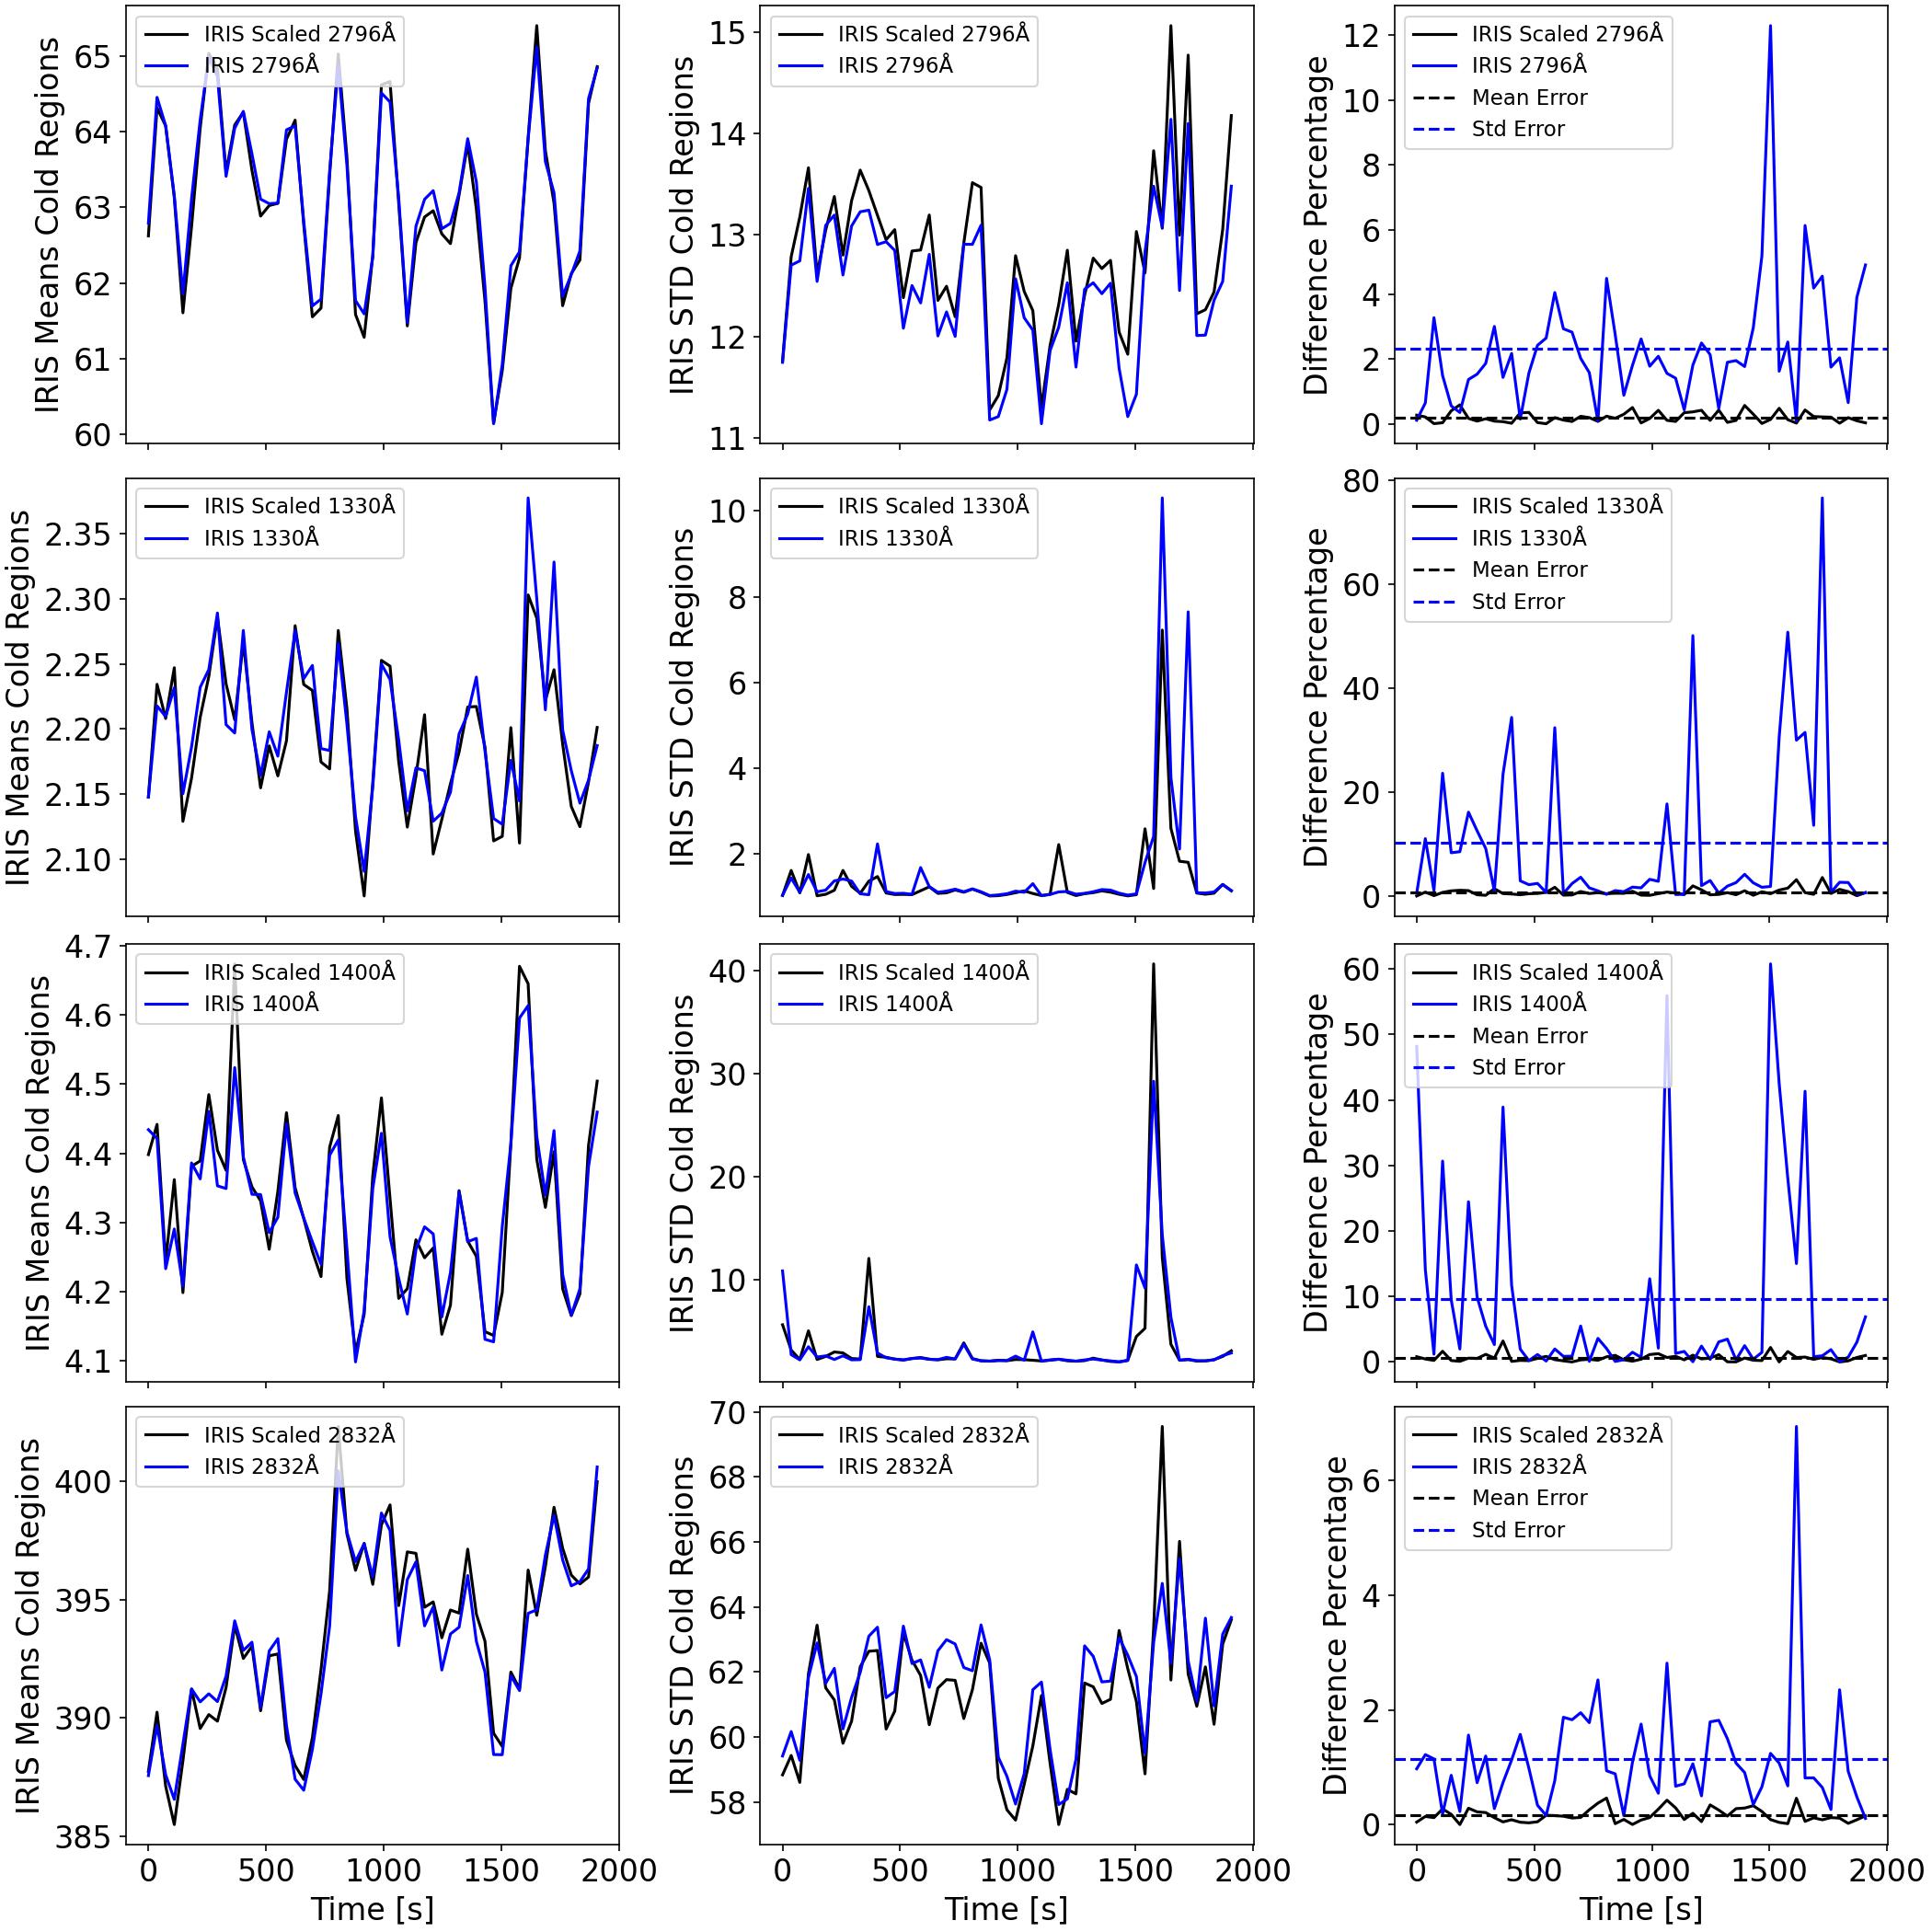 IRIS Means Cold Regions
65
64
63
62
61
60
IRIS Scaled 2796Å
IRIS 2796Å
IRIS STD Cold Regions
15
14
13
12
11
IRIS Scaled 2796Å
IRIS 2796Å
Difference Percentage
12
10
8
6
4
2
0
IRIS Scaled 2796Å
IRIS 2796Å
Mean Error
Std Error
IRIS Means Cold Regions
2.35
2.30
2.25
2.20
2.15
2.10
IRIS Scaled 1330Å
IRIS 1330Å
IRIS STD Cold Regions
10
8
6
4
2
IRIS Scaled 1330Å
IRIS 1330Å
Difference Percentage
80
60
40
20
0
IRIS Scaled 1330Å
IRIS 1330Å
Mean Error
Std Error
IRIS Means Cold Regions
4.7
4.6
4.5
4.4
4.3
4.2
4.1
IRIS Scaled 1400Å
IRIS 1400Å
IRIS STD Cold Regions
40
30
20
10
IRIS Scaled 1400Å
IRIS 1400Å
Difference Percentage
60
50
40
30
20
10
0
IRIS Scaled 1400Å
IRIS 1400Å
Mean Error
Std Error
IRIS Means Cold Regions
400
395
390
385
IRIS Scaled 2832Å
IRIS 2832Å
0 500 1000 1500 2000
Time [s]
IRIS STD Cold Regions
70
68
66
64
62
60
58
IRIS Scaled 2832Å
IRIS 2832Å
0 500 1000 1500 2000
Time [s]
Difference Percentage
6
4
2
0
IRIS Scaled 2832Å
IRIS 2832Å
Mean Error
Std Error
0 500 1000 1500 2000
Time [s]